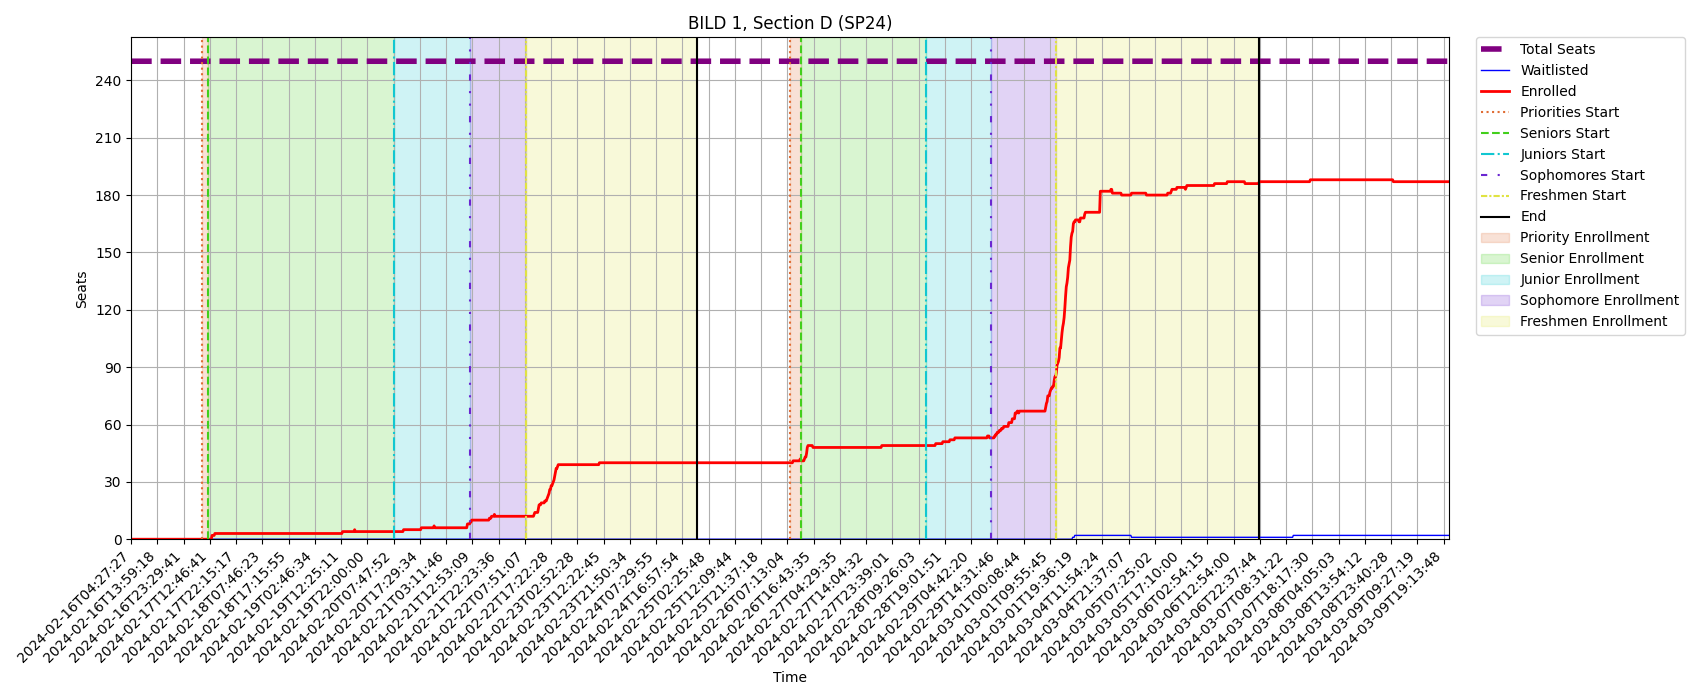 BILD 1, Section D (SP24)
Total Seats
Waitlisted
Enrolled
Priorities Start
Seniors Start
Juniors Start
Sophomores Start
Freshmen Start
End
Priority Enrollment
Senior Enrollment
Junior Enrollment
Sophomore Enrollment
Freshmen Enrollment
Seats
240
210
180
150
120
90
60
30
0
2024-02-16T04:27:27
2024-02-16T13:59:18
2024-02-16T23:29:41
2024-02-17T12:46:41
2024-02-17T22:15:17
2024-02-18T07:46:23
2024-02-18T17:15:55
2024-02-19T02:46:34
2024-02-19T12:25:11
2024-02-19T22:00:00
2024-02-20T07:47:52
2024-02-20T17:29:34
2024-02-21T03:11:46
2024-02-21T12:53:09
2024-02-21T22:23:36
2024-02-22T07:51:07
2024-02-22T17:22:28
2024-02-23T03:52:28
2024-02-23T13:22:45
2024-02-23T21:50:34
2024-02-24T07:29:55
2024-02-24T16:57:54
2024-02-25T02:25:48
2024-02-25T12:09:44
2024-02-25T21:37:18
2024-02-26T07:13:04
2024-02-26T16:43:35
2024-02-27T04:29:35
2024-02-27T14:04:32
2024-02-27T23:39:01
2024-02-28T09:26:03
2024-02-28T19:01:51
2024-02-29T04:42:20
2024-02-29T14:31:46
2024-03-01T00:08:44
2024-03-01T09:55:45
2024-03-01T19:36:19
2024-03-04T11:54:24
2024-03-04T21:37:07
2024-03-05T07:25:02
2024-03-05T17:10:00
2024-03-06T02:54:15
2024-03-06T12:54:00
2024-03-06T22:37:44
2024-03-07T08:31:22
2024-03-07T18:17:30
2024-03-08T04:05:03
2024-03-08T13:54:12
2024-03-08T23:40:28
2024-03-09T09:27:19
2024-03-09T19:13:48
Time